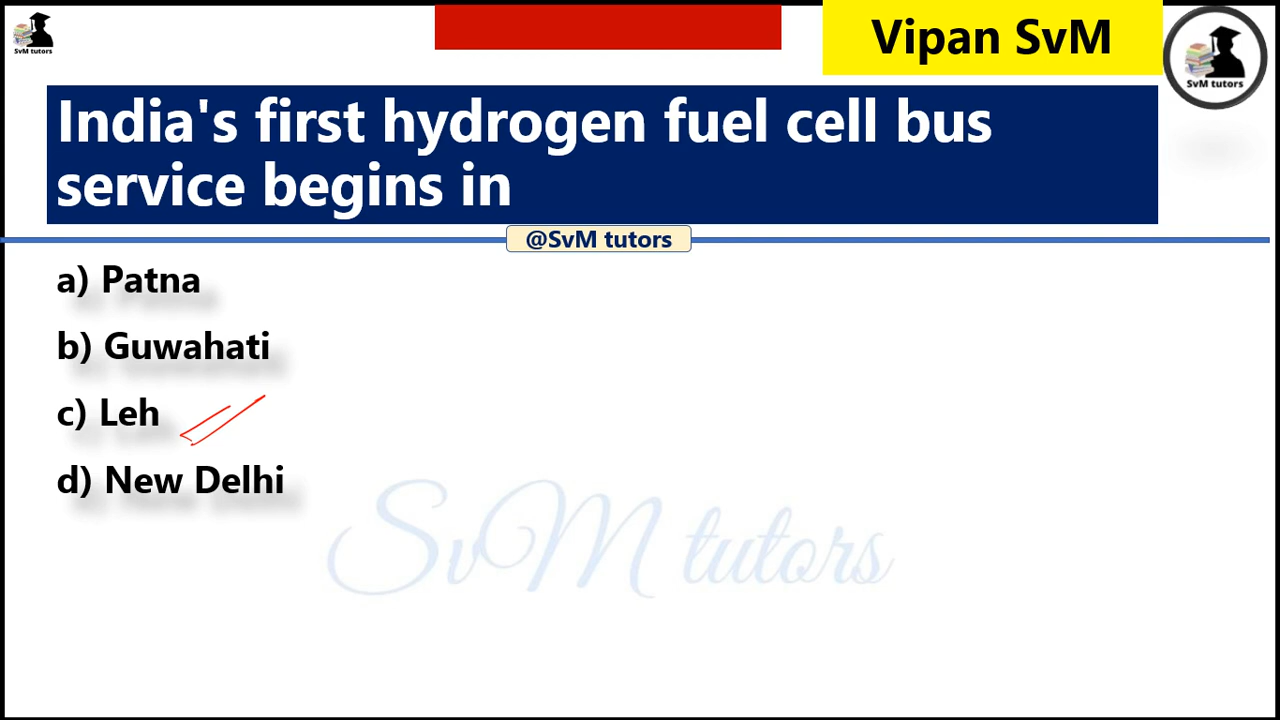 SvM tutors
Vipan SvM
SvM tutors
India's first hydrogen fuel cell bus
service begins in
@SvM tutors
a) Patna
b) Guwahati
c) Leh
d) New Delhi
SvM tutors